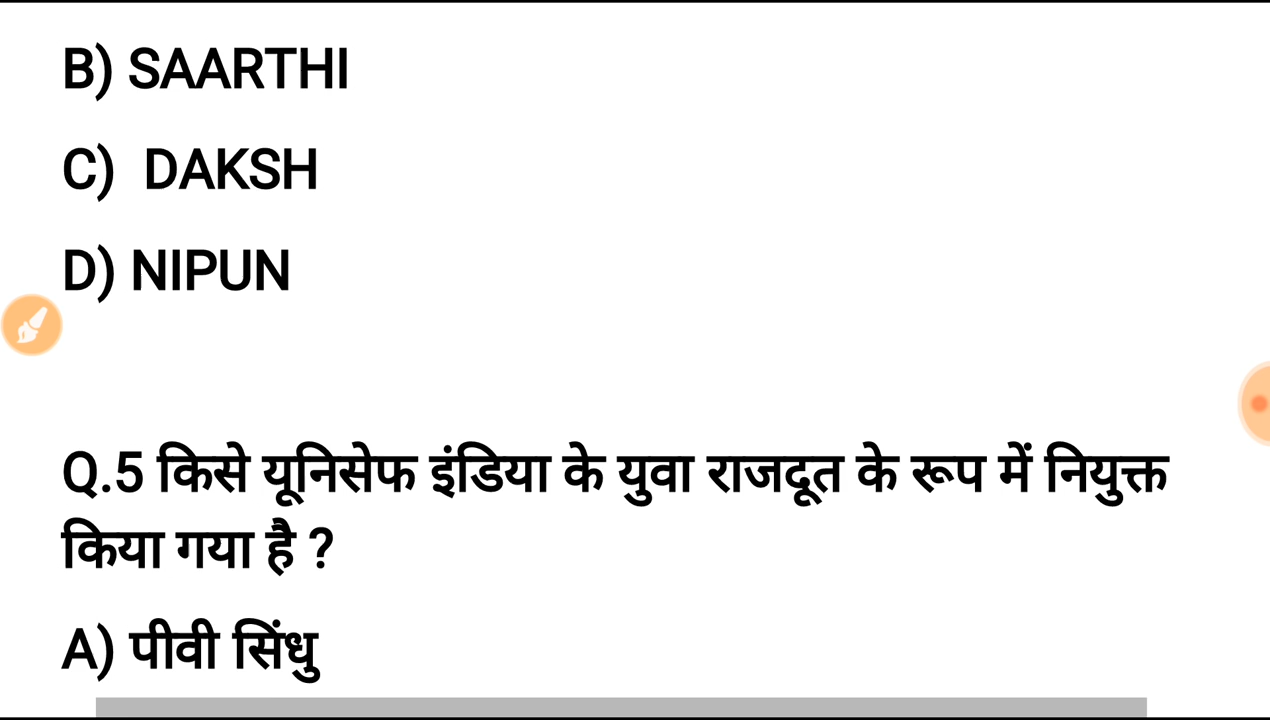 B) SAARTHI
C) DAKSH
D) NIPUN
Q.5 किसे यूनिसेफ इंडिया के युवा राजदूत के रूप में नियुक्त
किया गया है ?
A) पीवी सिंधु